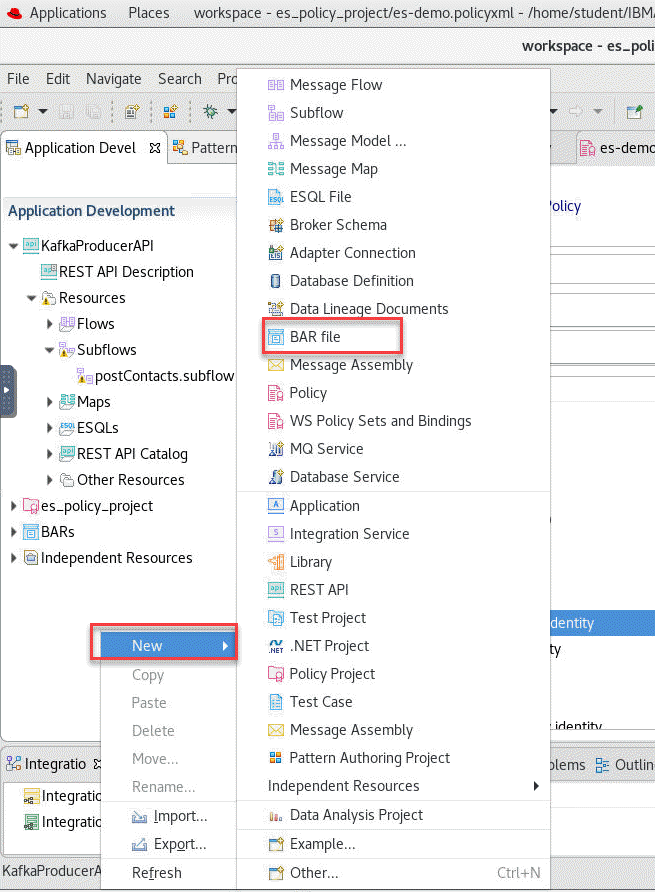 Applications Places workspace - es_policy_project/es-demo.policyxml - /home/student/IBM/
workspace - es_poli
File Edit Navigate Search Pro
Application Devel Pattern es-demo
Application Development
KafkaProducerAPI
REST API Description
Resources
Flows
Subflows
postContacts.subflow
Maps
ESQLs
REST API Catalog
Other Resources
es_policy_project
BARs
Independent Resources
New
Copy
Paste
Delete
Move...
Rename...
Import...
Export...
Refresh
Message Flow
Subflow
Message Model ...
Message Map
ESQL File
Broker Schema
Adapter Connection
Database Definition
Data Lineage Documents
BAR file
Message Assembly
Policy
WS Policy Sets and Bindings
MQ Service
Database Service
Application
Integration Service
Library
REST API
Test Project
.NET Project
Policy Project
Test Case
Message Assembly
Pattern Authoring Project
Independent Resources
Data Analysis Project
Example...
Other... Ctrl+N
Policy
dentity
ty
identity
Integratio
blems Outlin
Integratio
Integratio
KafkaProducerA